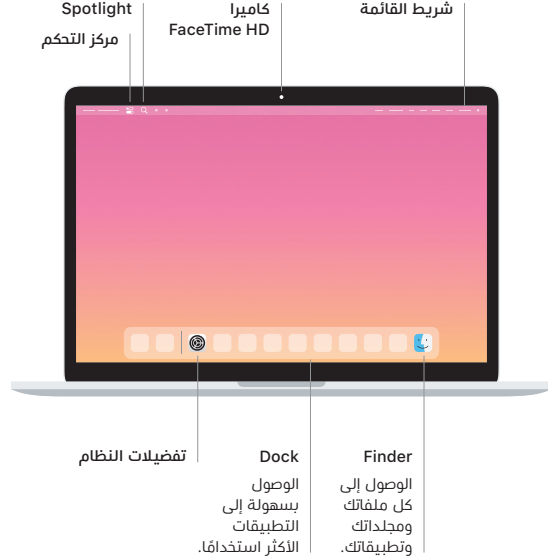 شريط القائمة
كاميرا
FaceTime HD
Spotlight
مركز التحكم
Finder
الوصول إلى
كل ملفاتك
ومجلداتك
وتطبيقاتك.
Dock
الوصول
بسهولة إلى
التطبيقات
الأكثر استخدامًا.
تفضيلات النظام